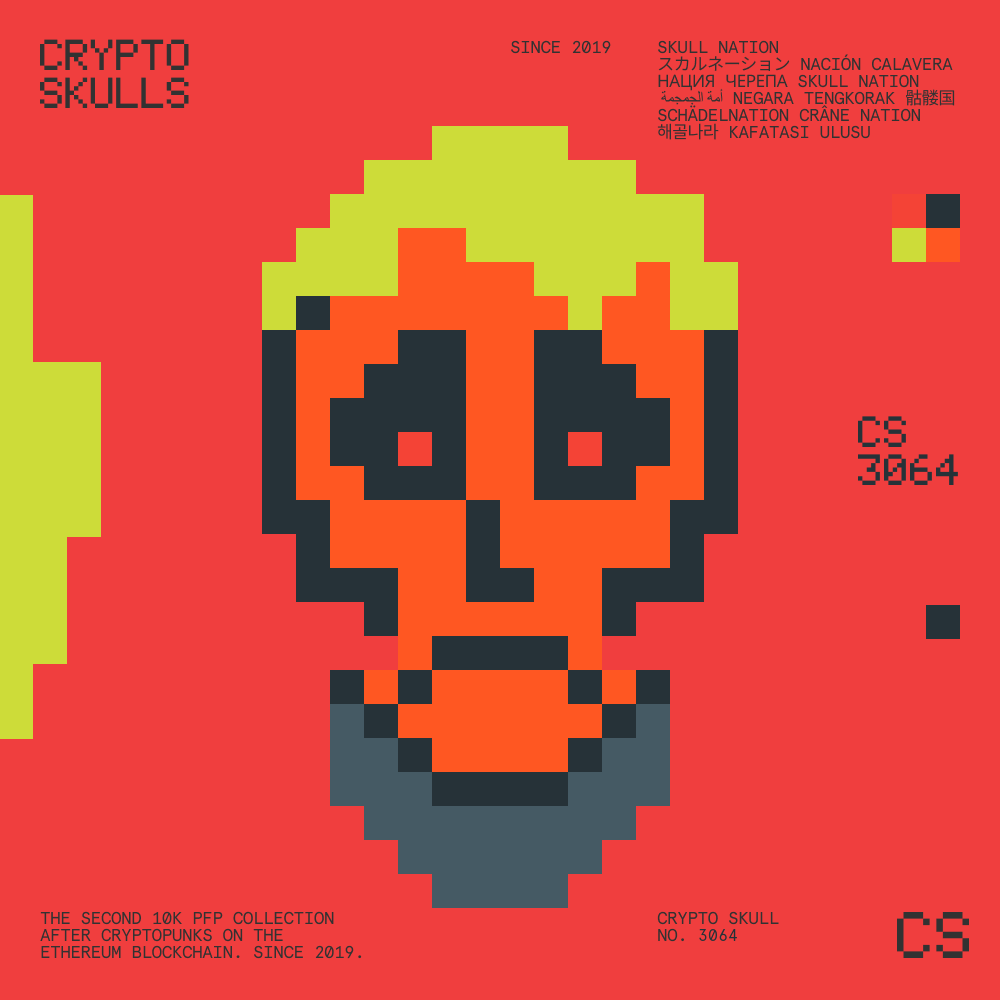 CRYPTO
SKULLS
SINCE 2019
SKULL NATION
スカルネーション NACIÓN CALAVERA
НАЦИЯ ЧЕРЕПА SKULL NATION
أمة الجمجمة NEGARA TENGKORAK 骷髅国
SCHÄDELNATION CRÂNE NATION
해골나라 KAFATASI ULUSU
CS
3064
THE SECOND 10K PFP COLLECTION
AFTER CRYPTOPUNKS ON THE
ETHEREUM BLOCKCHAIN. SINCE 2019.
CRYPTO SKULL
NO. 3064
CS